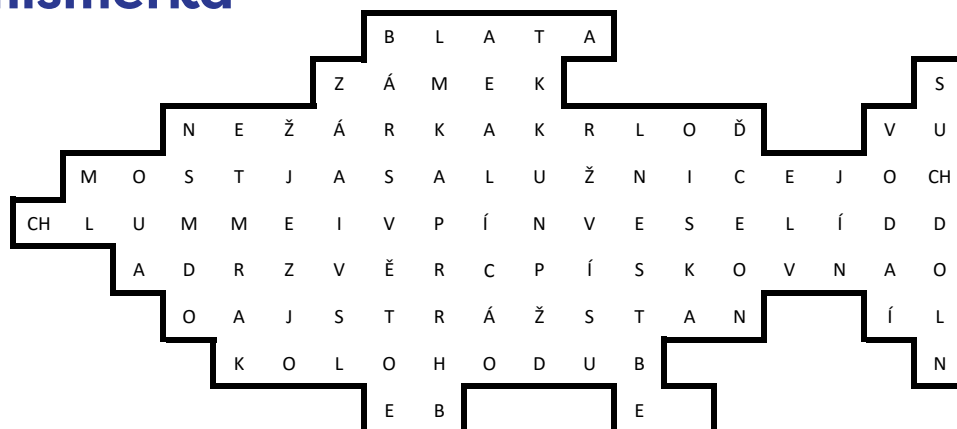 B L A T A
Z Á M E K S
N E Ž Á R K A K R L O Ď V U
M O S T J A S A L U Ž N I C E J O CH
CH L U M M E I V P Í N V E S E L Í D D
A D R Z V Ě R C P Í S K O V N A O
O A J S T R Á Ž S T A N Í L
K O L O H O D U B N
E B E